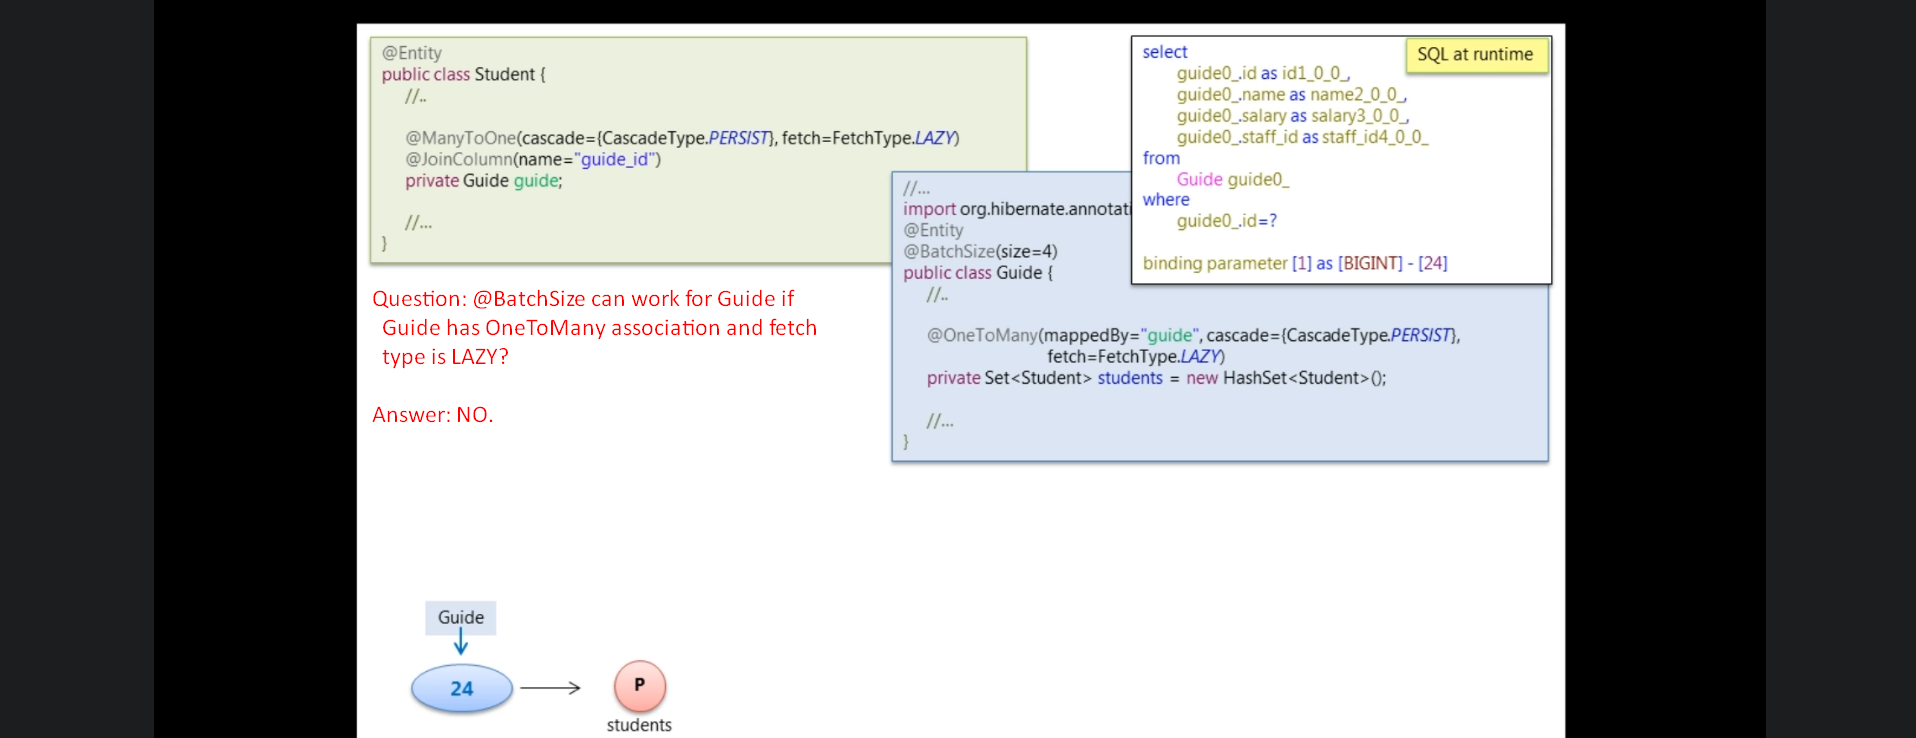 @Entity
public class Student {
//..
@ManyToOne(cascade={CascadeType.PERSIST}, fetch=FetchType.LAZY)
@JoinColumn(name="guide_id")
private Guide guide;
//...
}
Question: @BatchSize can work for Guide if
Guide has OneToMany association and fetch
type is LAZY?
Answer: NO.
//...
import org.hibernate.annotati
@Entity
@BatchSize(size=4)
public class Guide {
//..
@OneToMany(mappedBy="guide", cascade={CascadeType.PERSIST},
fetch=FetchType.LAZY)
private Set<Student> students = new HashSet<Student>();
//...
}
SQL at runtime
select
guide0_.id as id1_0_0_,
guide0_.name as name2_0_0_,
guide0_.salary as salary3_0_0_,
guide0_.staff_id as staff_id4_0_0_
from
Guide guide0_
where
guide0_.id=?
binding parameter [1] as [BIGINT] - [24]
Guide
24
P
students